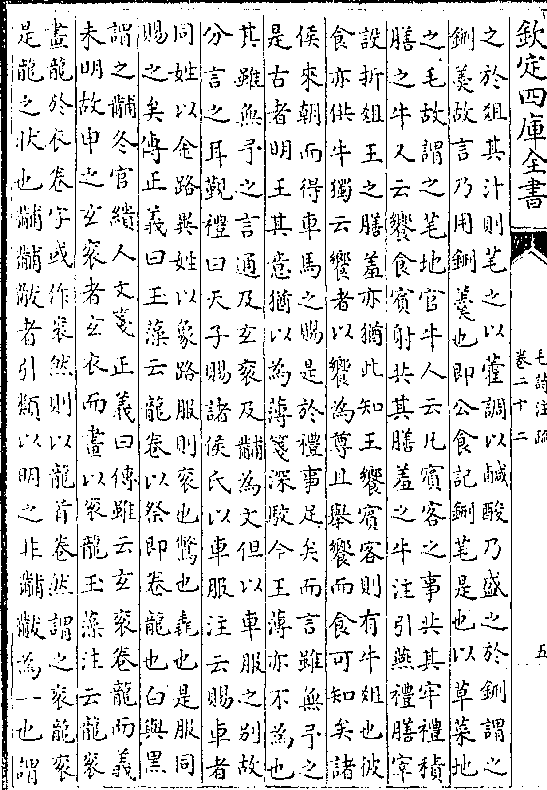 欽定四庫全書
毛詩注疏
卷二十二
五
之於俎其汁則芼之以藿調以鹹酸乃盛之於鉶謂之
鉶羮故言乃用鉶羮也即公食記鉶芼是也以草菜地
之毛故謂之芼地官牛人云凡賓客之事共其牢禮積
膳之牛又云饗食賓射共其膳羞之牛注引燕禮膳宰
設折俎王之膳羞亦猶此知王饗賓客則有牛俎也彼
食亦供牛獨云饗者以饗為尊且舉饗而食可知矣諸
侯來朝而得車馬之賜是於禮事足矣而言雖無予之
是古者明王其意猶以為薄箋深駮今王薄亦不為也
其雖無予之言通及玄衮及黼為文但以車服之别故
分言之耳覲禮曰天子賜諸侯氏以車服注云賜車者
同姓以金路異姓以象路服則衮也鷩也毳也是服同
賜之矣傳正義曰玉藻云龍卷以祭即卷龍也白與黑
謂之黼冬官繢人文箋正義曰傳雖云玄衮卷龍而義
未明故申之玄衮者玄衣而畫以衮龍玉藻注云龍衮
畫龍於衣卷字或作衮然則以龍首卷然謂之衮龍衮
是龍之狀也黼黼黻者引類以明之非黼黻為一也謂